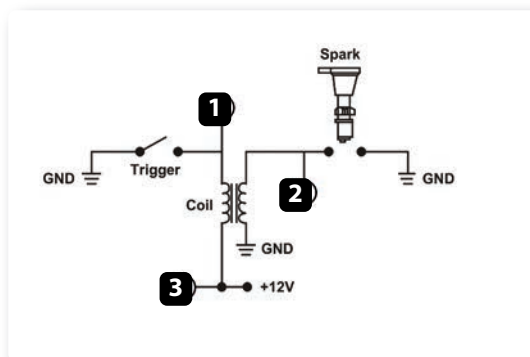 Spark
1
GND
Trigger
GND
2
Coil
GND
3
+12V